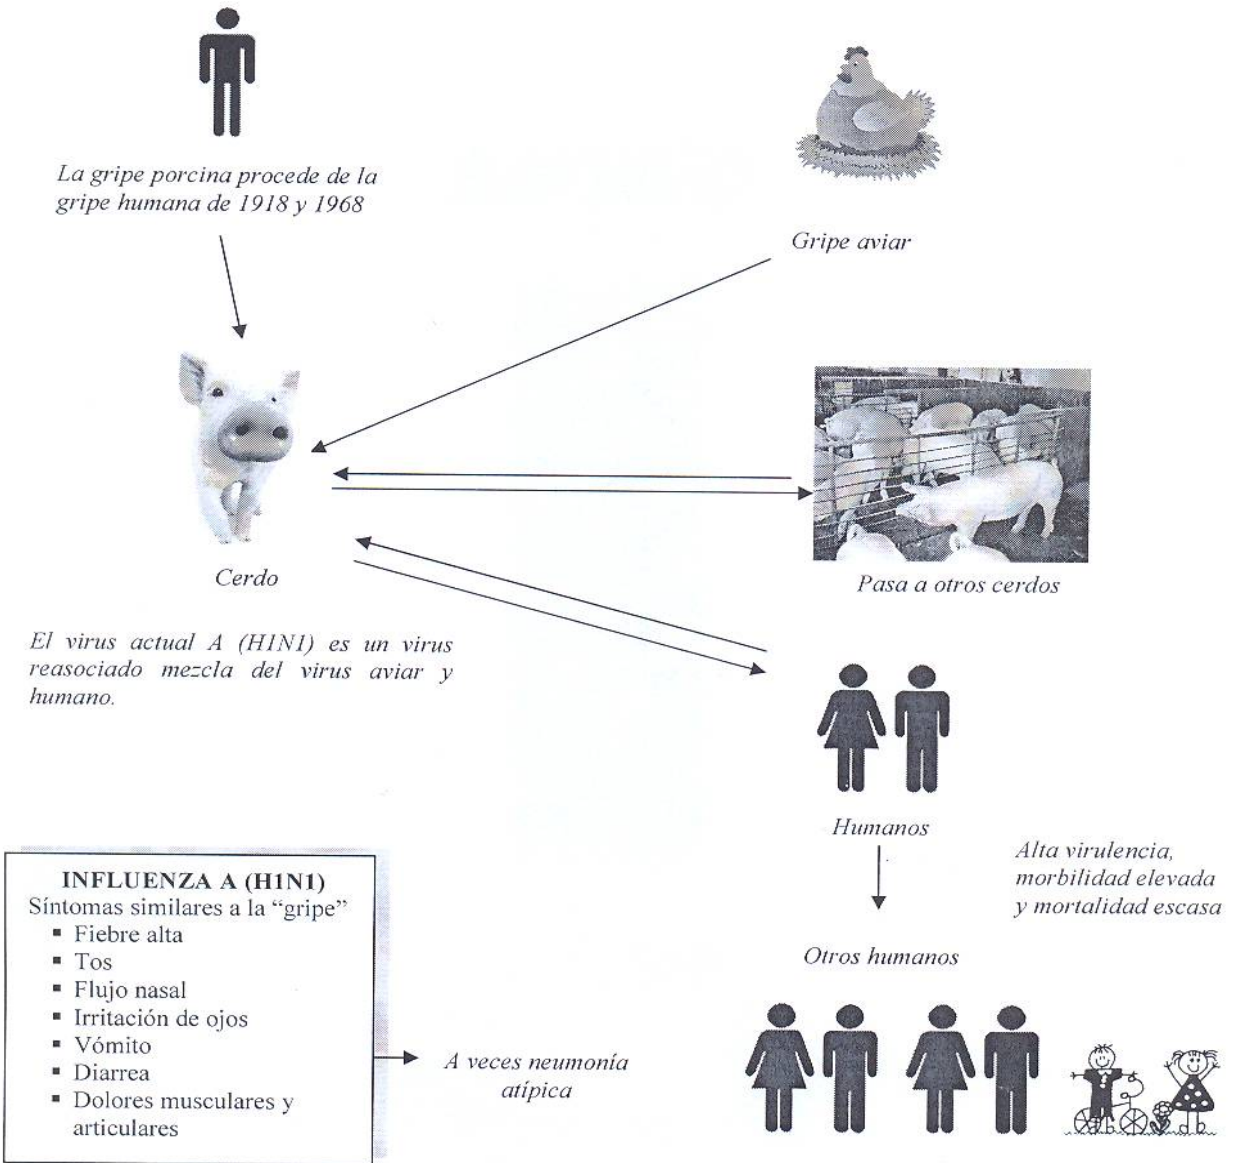 La gripe porcina procede de la
gripe humana de 1918 y 1968
Gripe aviar
Cerdo
Pasa a otros cerdos
El virus actual A (H1N1) es un virus
reasociado mezcla del virus aviar y
humano.
Humanos
Alta virulencia,
morbilidad elevada
y mortalidad escasa
Otros humanos
INFLUENZA A (H1N1)
Síntomas similares a la “gripe”
▪ Fiebre alta
▪ Tos
▪ Flujo nasal
▪ Irritación de ojos
▪ Vómito
▪ Diarrea
▪ Dolores musculares y
articulares
A veces neumonía
atípica